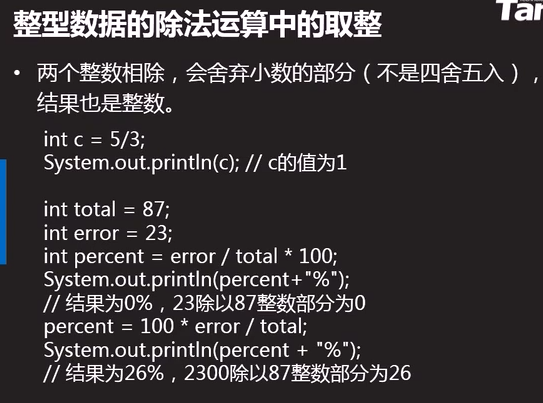 整型数据的除法运算中的取整
• 两个整数相除，会舍弃小数的部分（不是四舍五入），
结果也是整数。
int c = 5/3;
System.out.println(c); // c的值为1
int total = 87;
int error = 23;
int percent = error / total * 100;
System.out.println(percent+"%");
// 结果为0%，23除以87整数部分为0
percent = 100 * error / total;
System.out.println(percent + "%");
// 结果为26%，2300除以87整数部分为26